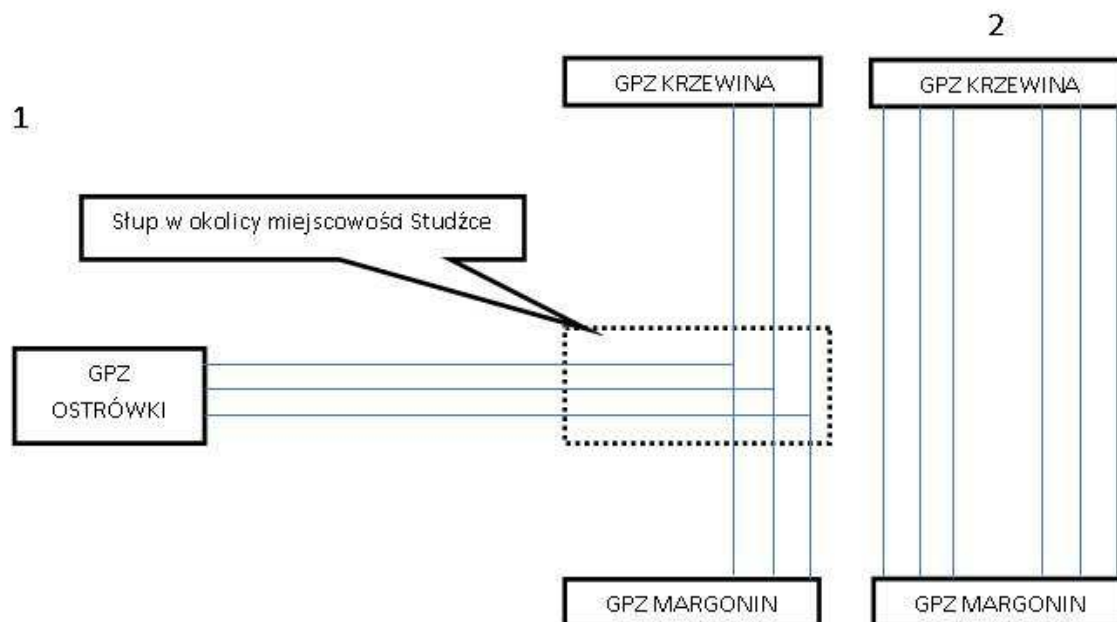 2
GPZ KRZEWINA
GPZ KRZEWINA
1
Słup w okolicy miejscowości Studźce
GPZ
OSTRÓWKI
GPZ MARGONIN
GPZ MARGONIN